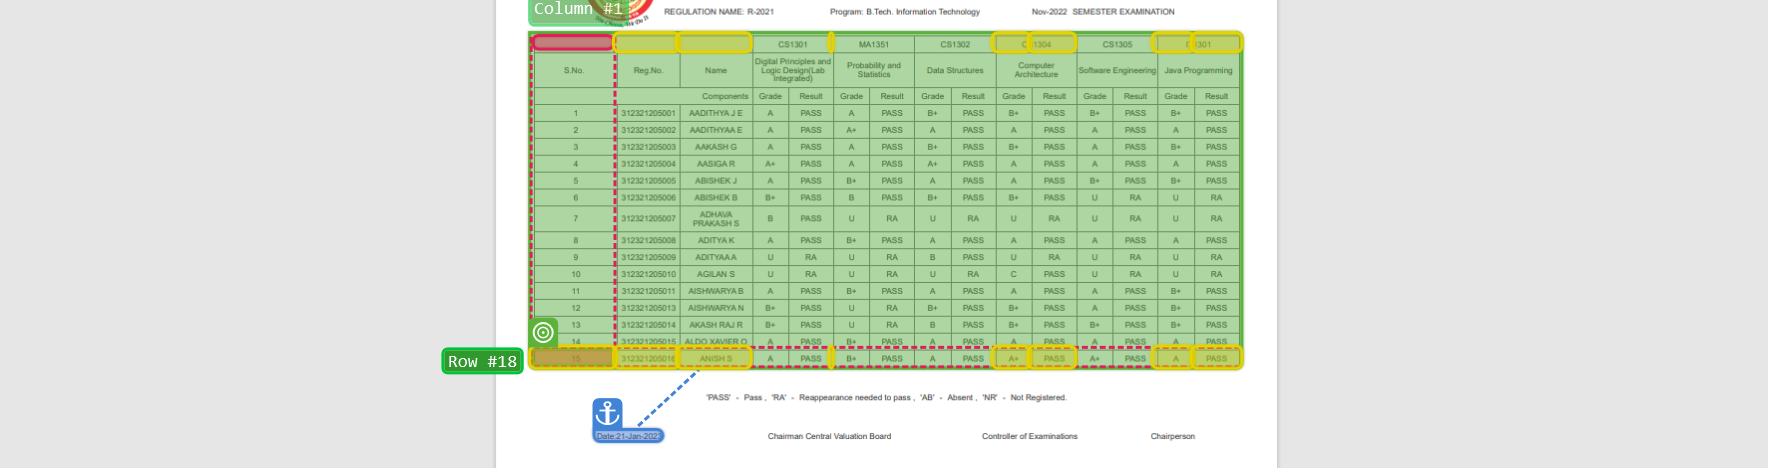 Column #1
REGULATION NAME: R-2021 Program: B.Tech. Information Technology Nov-2022 SEMESTER EXAMINATION
CS1301 MA1351 CS1302 1304 CS1305 301
S.No. Reg.No. Name Digital Principles and Logic Design(Lab Integrated) Probability and Statistics Data Structures Computer Architecture Software Engineering Java Programming
Components Grade Result Grade Result Grade Result Grade Result Grade Result Grade Result
1 312321205001 AADITHYA J E A PASS A PASS B+ PASS B+ PASS B+ PASS B+ PASS
2 312321205002 AADITHYAA E A PASS A+ PASS A PASS A PASS A PASS A PASS
3 312321205003 AAKASH G A PASS A PASS B+ PASS B+ PASS A PASS B+ PASS
4 312321205004 AASIGA R A+ PASS A PASS A+ PASS A PASS A PASS A PASS
5 312321205005 ABISHEK J A PASS B+ PASS A PASS A PASS B+ PASS B+ PASS
6 312321205006 ABISHEK B B+ PASS B PASS B+ PASS B+ PASS U RA U RA
7 312321205007 ADHAVA PRAKASH S B PASS U RA U RA U RA U RA U RA
8 312321205008 ADITYA K A PASS B+ PASS A PASS A PASS A PASS A PASS
9 312321205009 ADITYAA A U RA U RA B PASS U RA U RA U RA
10 312321205010 AGILAN S U RA U RA U RA C PASS U RA U RA
11 312321205011 AISHWARYA B A PASS B+ PASS A PASS A PASS A PASS B+ PASS
12 312321205013 AISHWARYA N B+ PASS U RA B+ PASS B+ PASS A PASS B+ PASS
13 312321205014 AKASH RAJ R B+ PASS U RA B PASS B+ PASS B+ PASS B+ PASS
14 312321205015 ALDO XAVIER O A PASS B+ PASS A PASS A PASS A PASS A PASS
Row #18 15 312321205016 ANISH S A PASS B+ PASS A PASS A+ PASS A+ PASS A PASS
'PASS' - Pass , 'RA' - Reappearance needed to pass , 'AB' - Absent , 'NR' - Not Registered.
Date:21-Jan-202 Chairman Central Valuation Board Controller of Examinations Chairperson